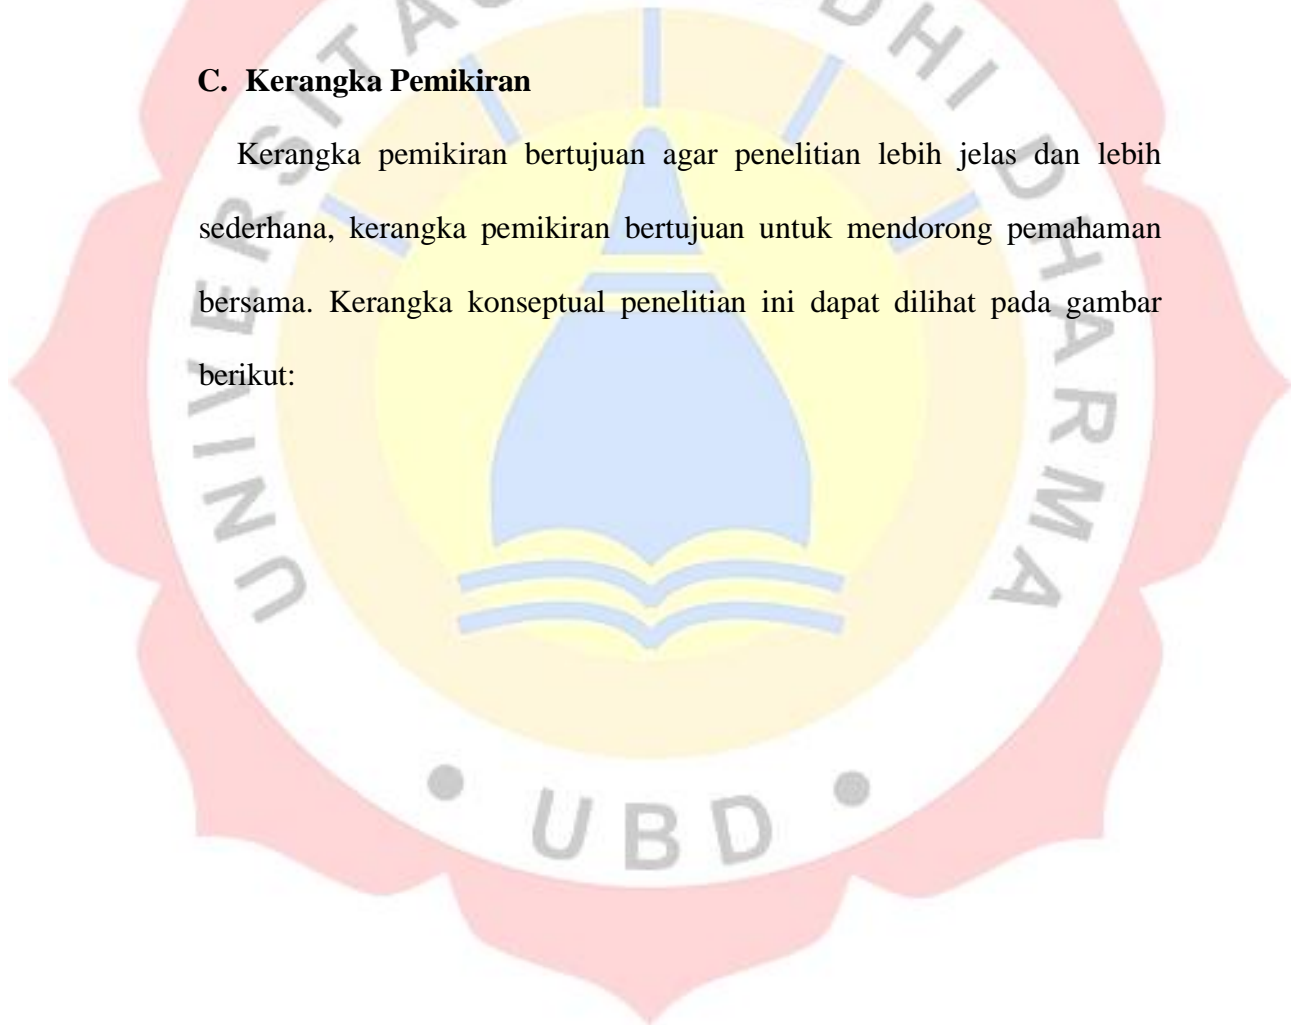 C. Kerangka Pemikiran
Kerangka pemikiran bertujuan agar penelitian lebih jelas dan lebih
sederhana, kerangka pemikiran bertujuan untuk mendorong pemahaman
bersama. Kerangka konseptual penelitian ini dapat dilihat pada gambar
berikut:
UNIVERSITAS
DHI DHARMA
UBD